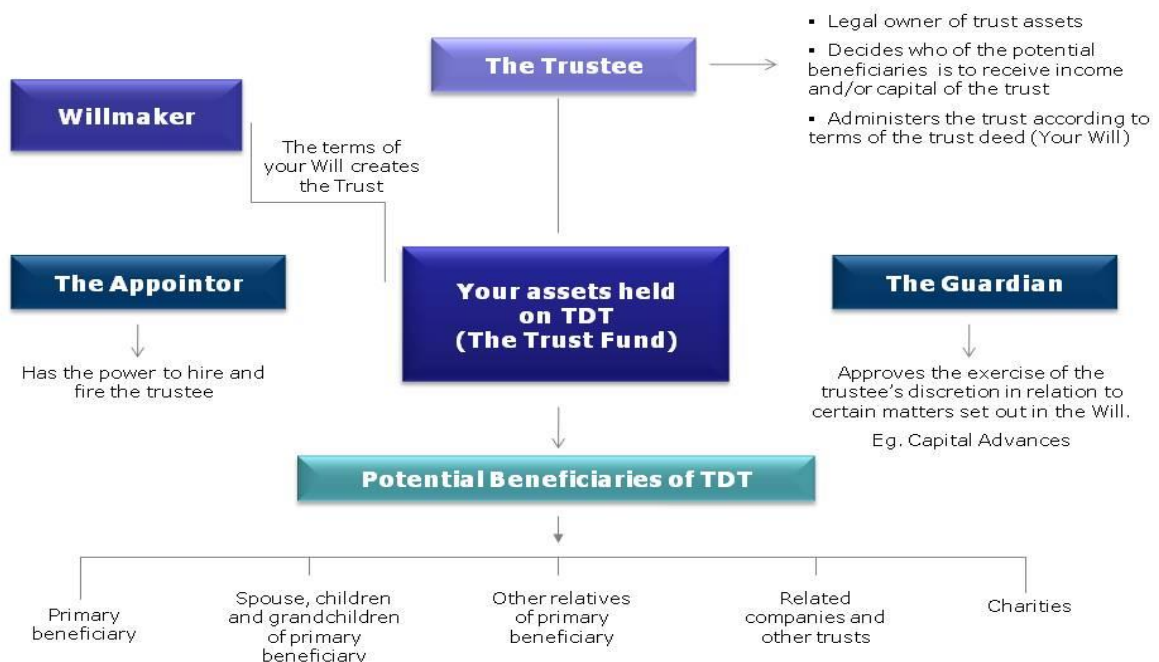 The Trustee
▪ Legal owner of trust assets
▪ Decides who of the potential
beneficiaries is to receive income
and/or capital of the trust
▪ Administers the trust according to
terms of the trust deed (Your Will)
Willmaker
The terms of
your Will creates
the Trust
The Appointor
Has the power to hire and
fire the trustee
Your assets held
on TDT
(The Trust Fund)
The Guardian
Approves the exercise of the
trustee's discretion in relation to
certain matters set out in the Will.
Eg. Capital Advances
Potential Beneficiaries of TDT
Primary
beneficiary
Spouse, children
and grandchildren
of primary
beneficiary
Other relatives
of primary
beneficiary
Related
companies and
other trusts
Charities